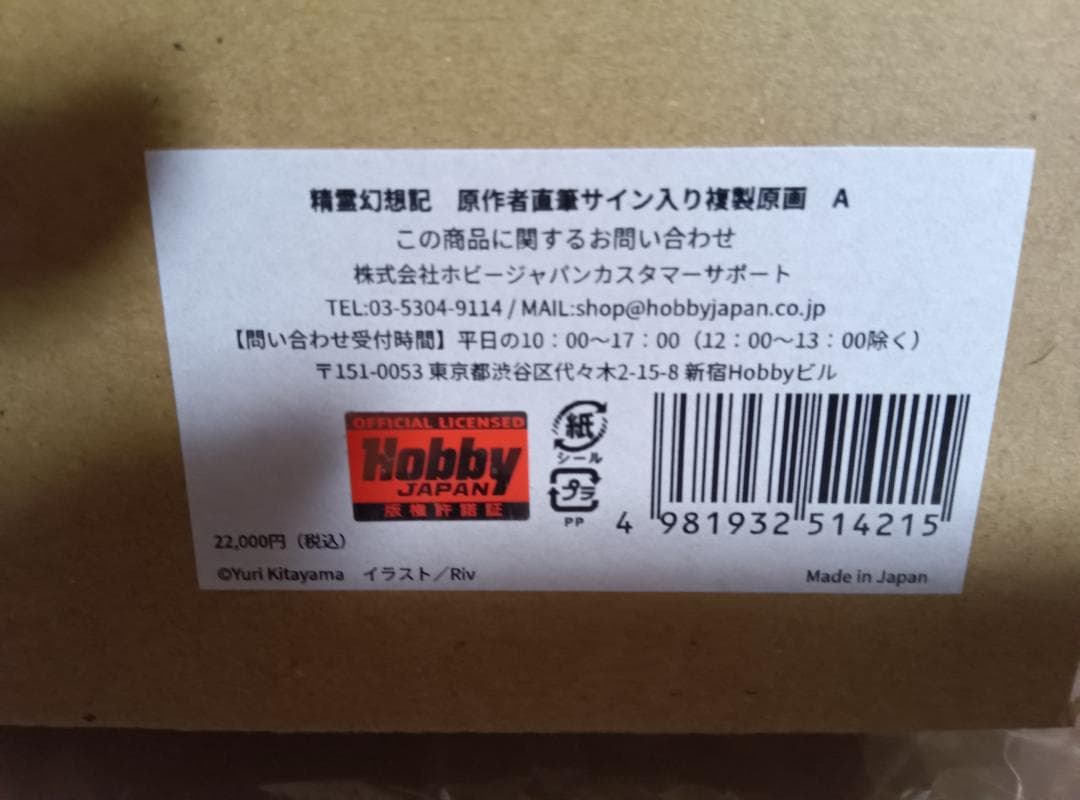 精霊幻想記　原作者直筆サイン入り複製原画　A
この商品に関するお問い合わせ
株式会社ホビージャパンカスタマーサポート
TEL:03-5304-9114 / MAIL:shop@hobbyjapan.co.jp
【問い合わせ受付時間】平日の10：00～17：00（12：00～13：00除く）
〒151-0053 東京都渋谷区代々木2-15-8 新宿Hobbyビル
OFFICIAL LICENSED
Hobby
JAPAN
版権許諾証
紙
シール
プラ
PP
4 981932 514215
22,000円（税込）
©Yuri Kitayama　イラスト／Riv
Made in Japan